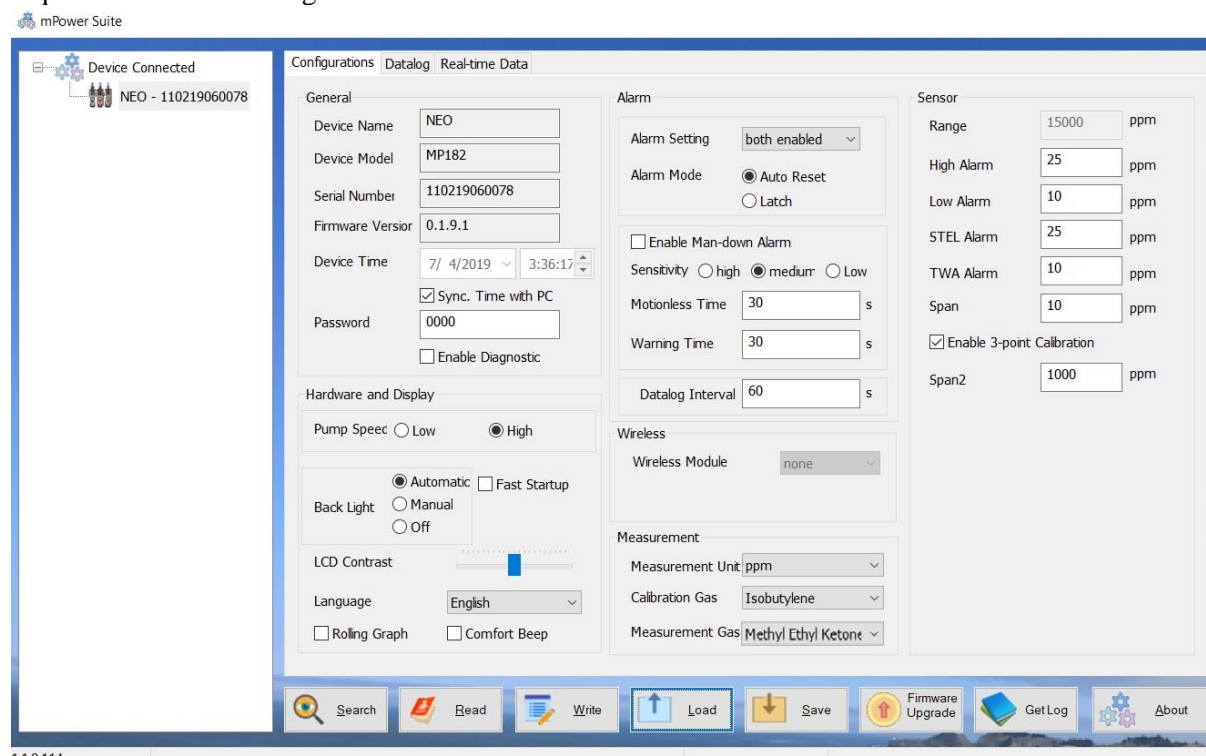 mPower Suite
Device Connected
NEO - 110219060078
Configurations Datalog Real-time Data
General
Device Name NEO
Device Model MP182
Serial Number 110219060078
Firmware Version 0.1.9.1
Device Time 7/ 4/2019 3:36:17
Sync. Time with PC
Password 0000
Enable Diagnostic
Hardware and Display
Pump Speed Low High
Back Light Automatic Fast Startup
Manual
Off
LCD Contrast
Language English
Rolling Graph Comfort Beep
Alarm
Alarm Setting both enabled
Alarm Mode Auto Reset
Latch
Enable Man-down Alarm
Sensitivity high medium Low
Motionless Time 30 s
Warning Time 30 s
Datalog Interval 60 s
Wireless
Wireless Module none
Measurement
Measurement Unit ppm
Calibration Gas Isobutylene
Measurement Gas Methyl Ethyl Ketone
Sensor
Range 15000 ppm
High Alarm 25 ppm
Low Alarm 10 ppm
STEL Alarm 25 ppm
TWA Alarm 10 ppm
Span 10 ppm
Enable 3-point Calibration
Span2 1000 ppm
Search Read Write Load Save Firmware Upgrade Get Log About